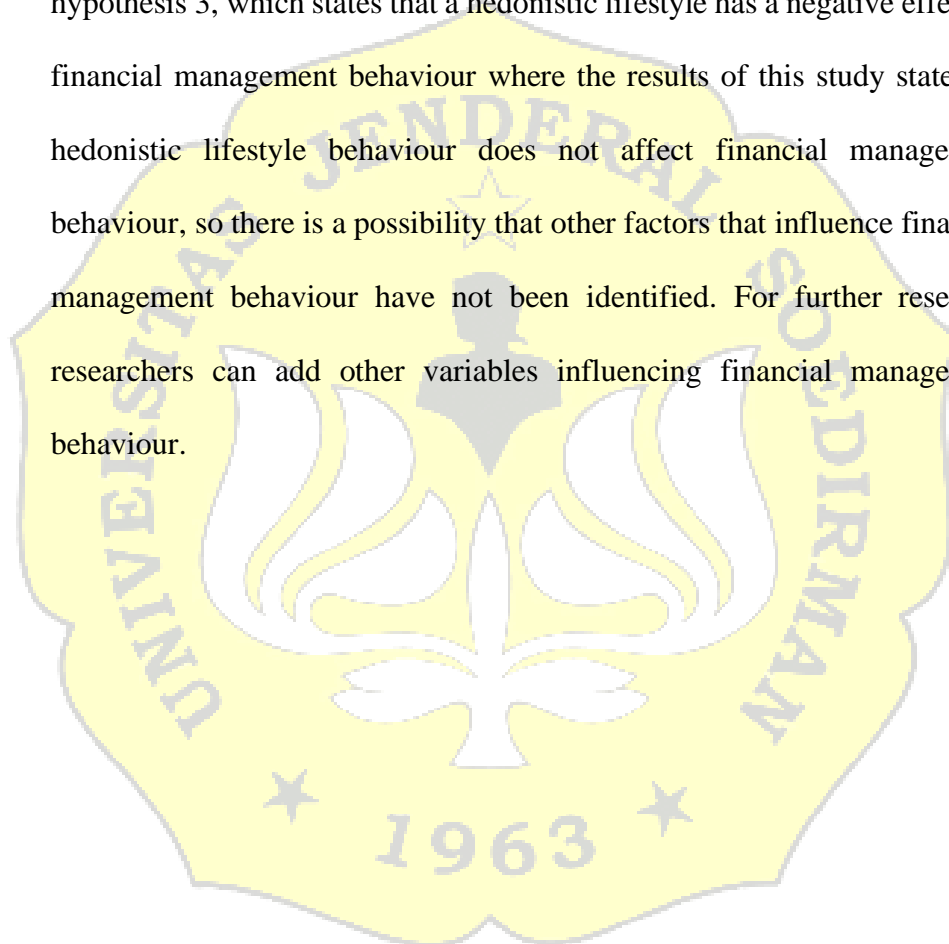 hypothesis 3, which states that a hedonistic lifestyle has a negative effe
financial management behaviour where the results of this study state
hedonistic lifestyle behaviour does not affect financial manage
behaviour, so there is a possibility that other factors that influence fina
management behaviour have not been identified. For further rese
researchers can add other variables influencing financial manage
behaviour.
UNIVERSITAS JENDERAL SOEDIRMAN
1963